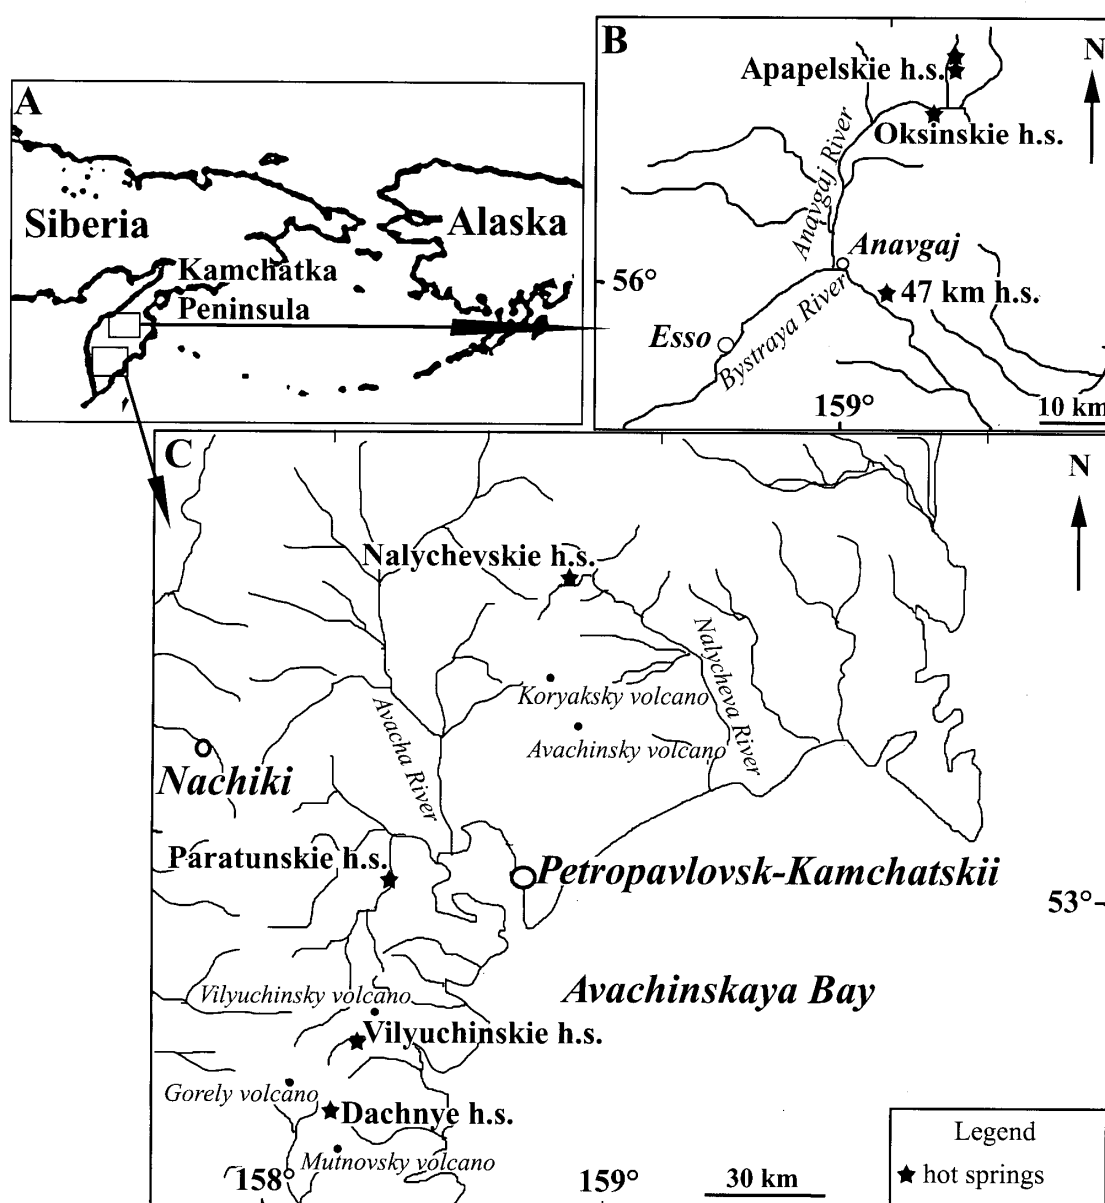 A
Siberia
Alaska
Kamchatka
Peninsula
B
N
Apapelskie h.s.
Oksinskie h.s.
Anavgaj River
Anavgaj
56°
47 km h.s.
Esso
Bystraya River
159°
10 km
C
N
Nalychevskie h.s.
Nalycheva River
Koryaksky volcano
Avacha River
Avachinsky volcano
Nachiki
Paratunskie h.s.
Petropavlovsk-Kamchatskii
53°
Avachinskaya Bay
Vilyuchinsky volcano
Vilyuchinskie h.s.
Gorely volcano
Dachnye h.s.
Mutnovsky volcano
158°
159°
30 km
Legend
hot springs